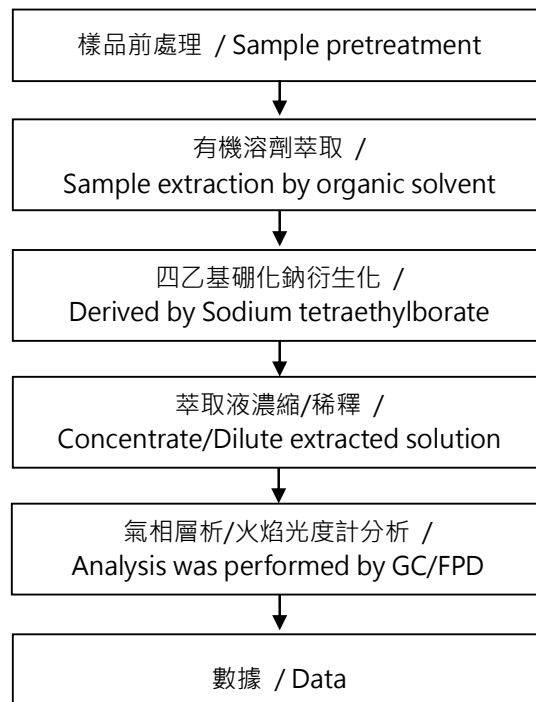 樣品前處理 / Sample pretreatment
有機溶劑萃取 /
Sample extraction by organic solvent
四乙基硼化鈉衍生化 /
Derived by Sodium tetraethylborate
萃取液濃縮/稀釋 /
Concentrate/Dilute extracted solution
氣相層析/火焰光度計分析 /
Analysis was performed by GC/FPD
數據 / Data